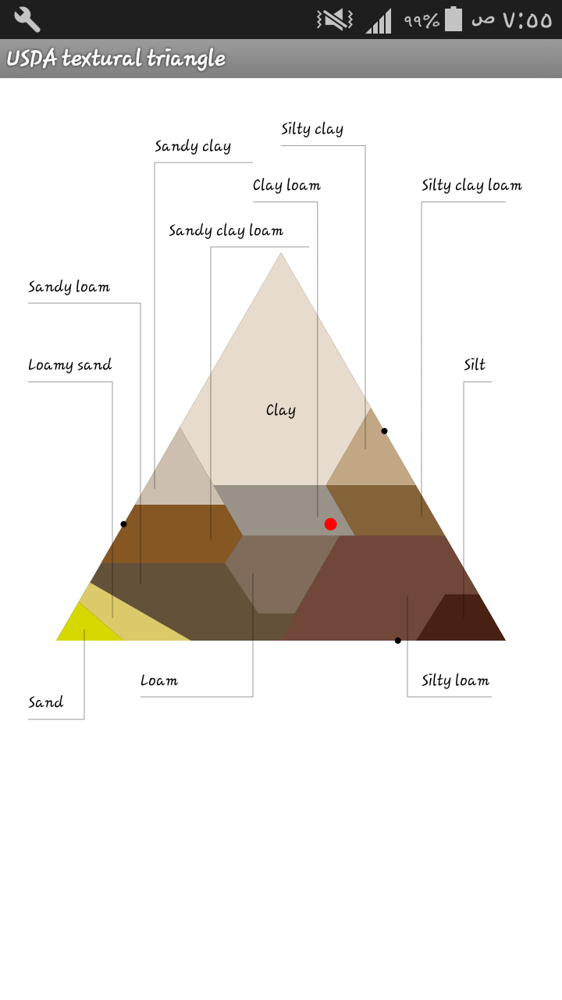 ٩٩% ص ٧:٥٥
USDA textural triangle
Silty clay
Sandy clay
Clay loam
Silty clay loam
Sandy clay loam
Sandy loam
Loamy sand
Silt
Clay
Loam
Silty loam
Sand